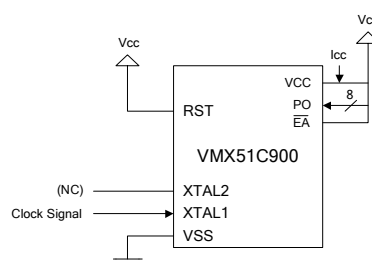 Vcc
Vc
Icc
VCC
8
PO
RST
EA
VMX51C900
(NC)
XTAL2
Clock Signal
XTAL1
VSS